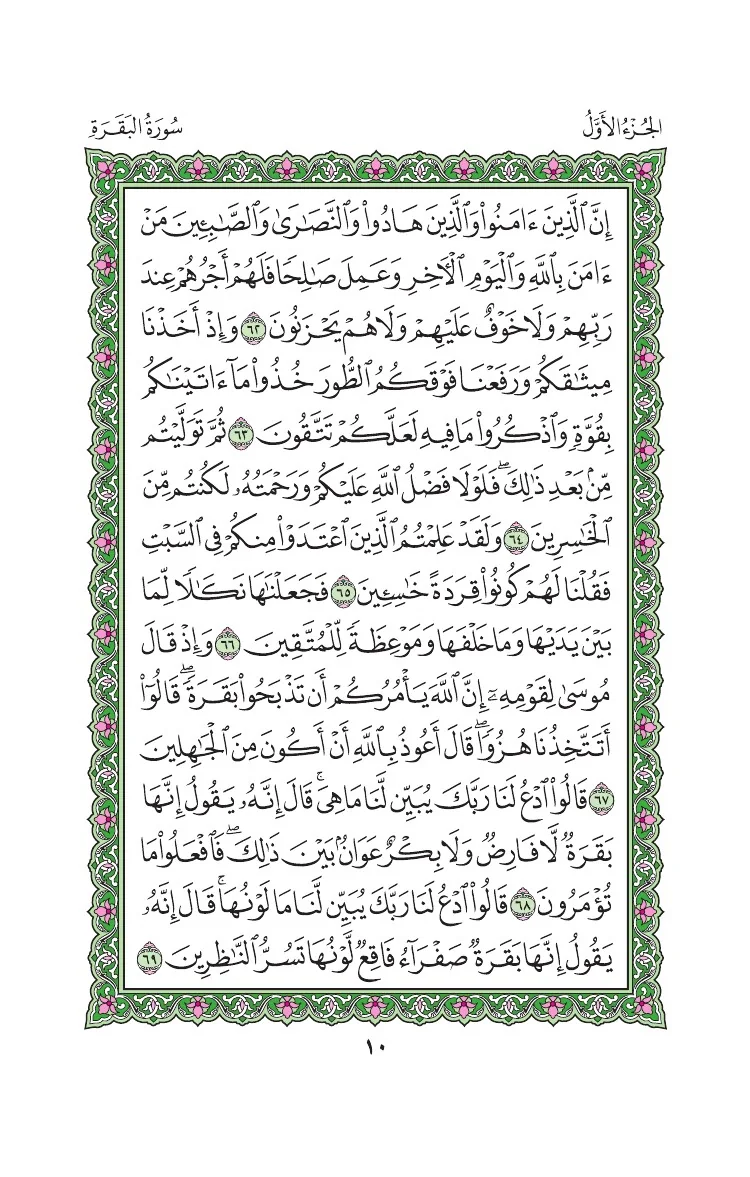 الجُزْءُ الأَوَّلُ
سُورَةُ البَقَرَةِ
إِنَّ ٱلَّذِينَ ءَامَنُوا۟ وَٱلَّذِينَ هَادُوا۟ وَٱلنَّصَٰرَىٰ وَٱلصَّٰبِـِٔينَ مَنْ
ءَامَنَ بِٱللَّهِ وَٱلْيَوْمِ ٱلْـَٔاخِرِ وَعَمِلَ صَٰلِحًا فَلَهُمْ أَجْرُهُمْ عِندَ
رَبِّهِمْ وَلَا خَوْفٌ عَلَيْهِمْ وَلَا هُمْ يَحْزَنُونَ ٦٢ وَإِذْ أَخَذْنَا
مِيثَٰقَكُمْ وَرَفَعْنَا فَوْقَكُمُ ٱلطُّورَ خُذُوا۟ مَآ ءَاتَيْنَٰكُم
بِقُوَّةٍ وَٱذْكُرُوا۟ مَا فِيهِ لَعَلَّكُمْ تَتَّقُونَ ٦٣ ثُمَّ تَوَلَّيْتُم
مِّنۢ بَعْدِ ذَٰلِكَ ۖ فَلَوْلَا فَضْلُ ٱللَّهِ عَلَيْكُمْ وَرَحْمَتُهُۥ لَكُنتُم مِّنَ
ٱلْخَٰسِرِينَ ٦٤ وَلَقَدْ عَلِمْتُمُ ٱلَّذِينَ ٱعْتَدَوْا۟ مِنكُمْ فِى ٱلسَّبْتِ
فَقُلْنَا لَهُمْ كُونُوا۟ قِرَدَةً خَٰسِـِٔينَ ٦٥ فَجَعَلْنَٰهَا نَكَٰلًا لِّمَا
بَيْنَ يَدَيْهَا وَمَا خَلْفَهَا وَمَوْعِظَةً لِّلْمُتَّقِينَ ٦٦ وَإِذْ قَالَ
مُوسَىٰ لِقَوْمِهِۦٓ إِنَّ ٱللَّهَ يَأْمُرُكُمْ أَن تَذْبَحُوا۟ بَقَرَةً ۖ قَالُوٓا۟
أَتَتَّخِذُنَا هُزُوًا ۖ قَالَ أَعُوذُ بِٱللَّهِ أَنْ أَكُونَ مِنَ ٱلْجَٰهِلِينَ
٦٧ قَالُوا۟ ٱدْعُ لَنَا رَبَّكَ يُبَيِّن لَّنَا مَا هِىَ ۚ قَالَ إِنَّهُۥ يَقُولُ إِنَّهَا
بَقَرَةٌ لَّا فَارِضٌ وَلَا بِكْرٌ عَوَانٌۢ بَيْنَ ذَٰلِكَ ۖ فَٱفْعَلُوا۟ مَا
تُؤْمَرُونَ ٦٨ قَالُوا۟ ٱدْعُ لَنَا رَبَّكَ يُبَيِّن لَّنَا مَا لَوْنُهَا ۚ قَالَ إِنَّهُۥ
يَقُولُ إِنَّهَا بَقَرَةٌ صَفْرَآءُ فَاقِعٌ لَّوْنُهَا تَسُرُّ ٱلنَّٰظِرِينَ ٦٩
١٠